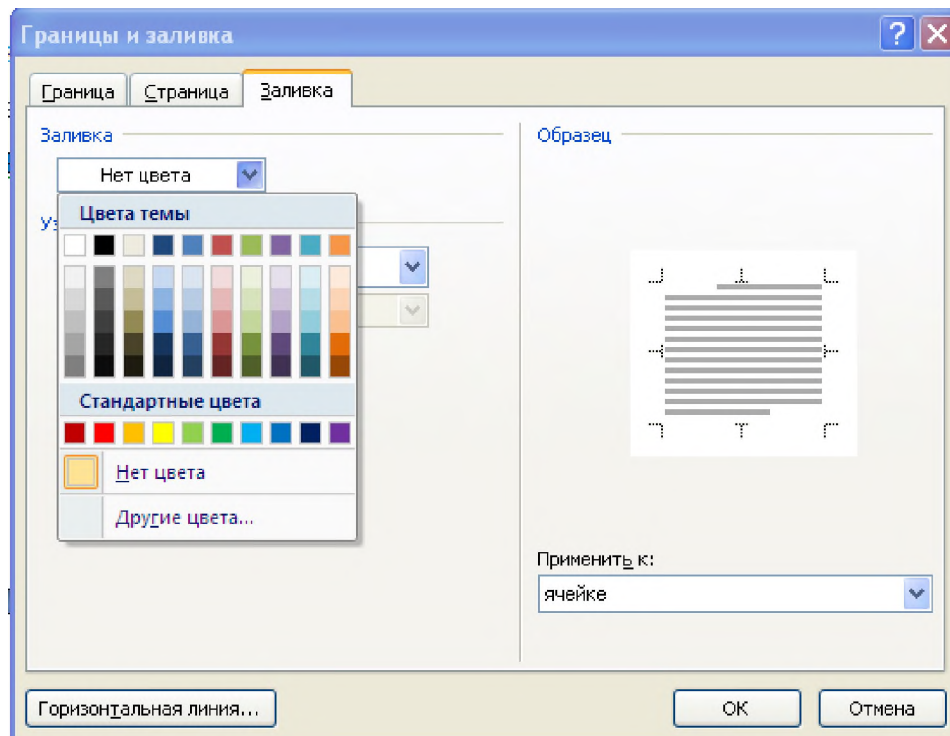 Границы и заливка
Граница Страница Заливка
Заливка
Нет цвета
Цвета темы
Стандартные цвета
Нет цвета
Другие цвета...
Образец
Применить к:
ячейке
Горизонтальная линия... ОК Отмена